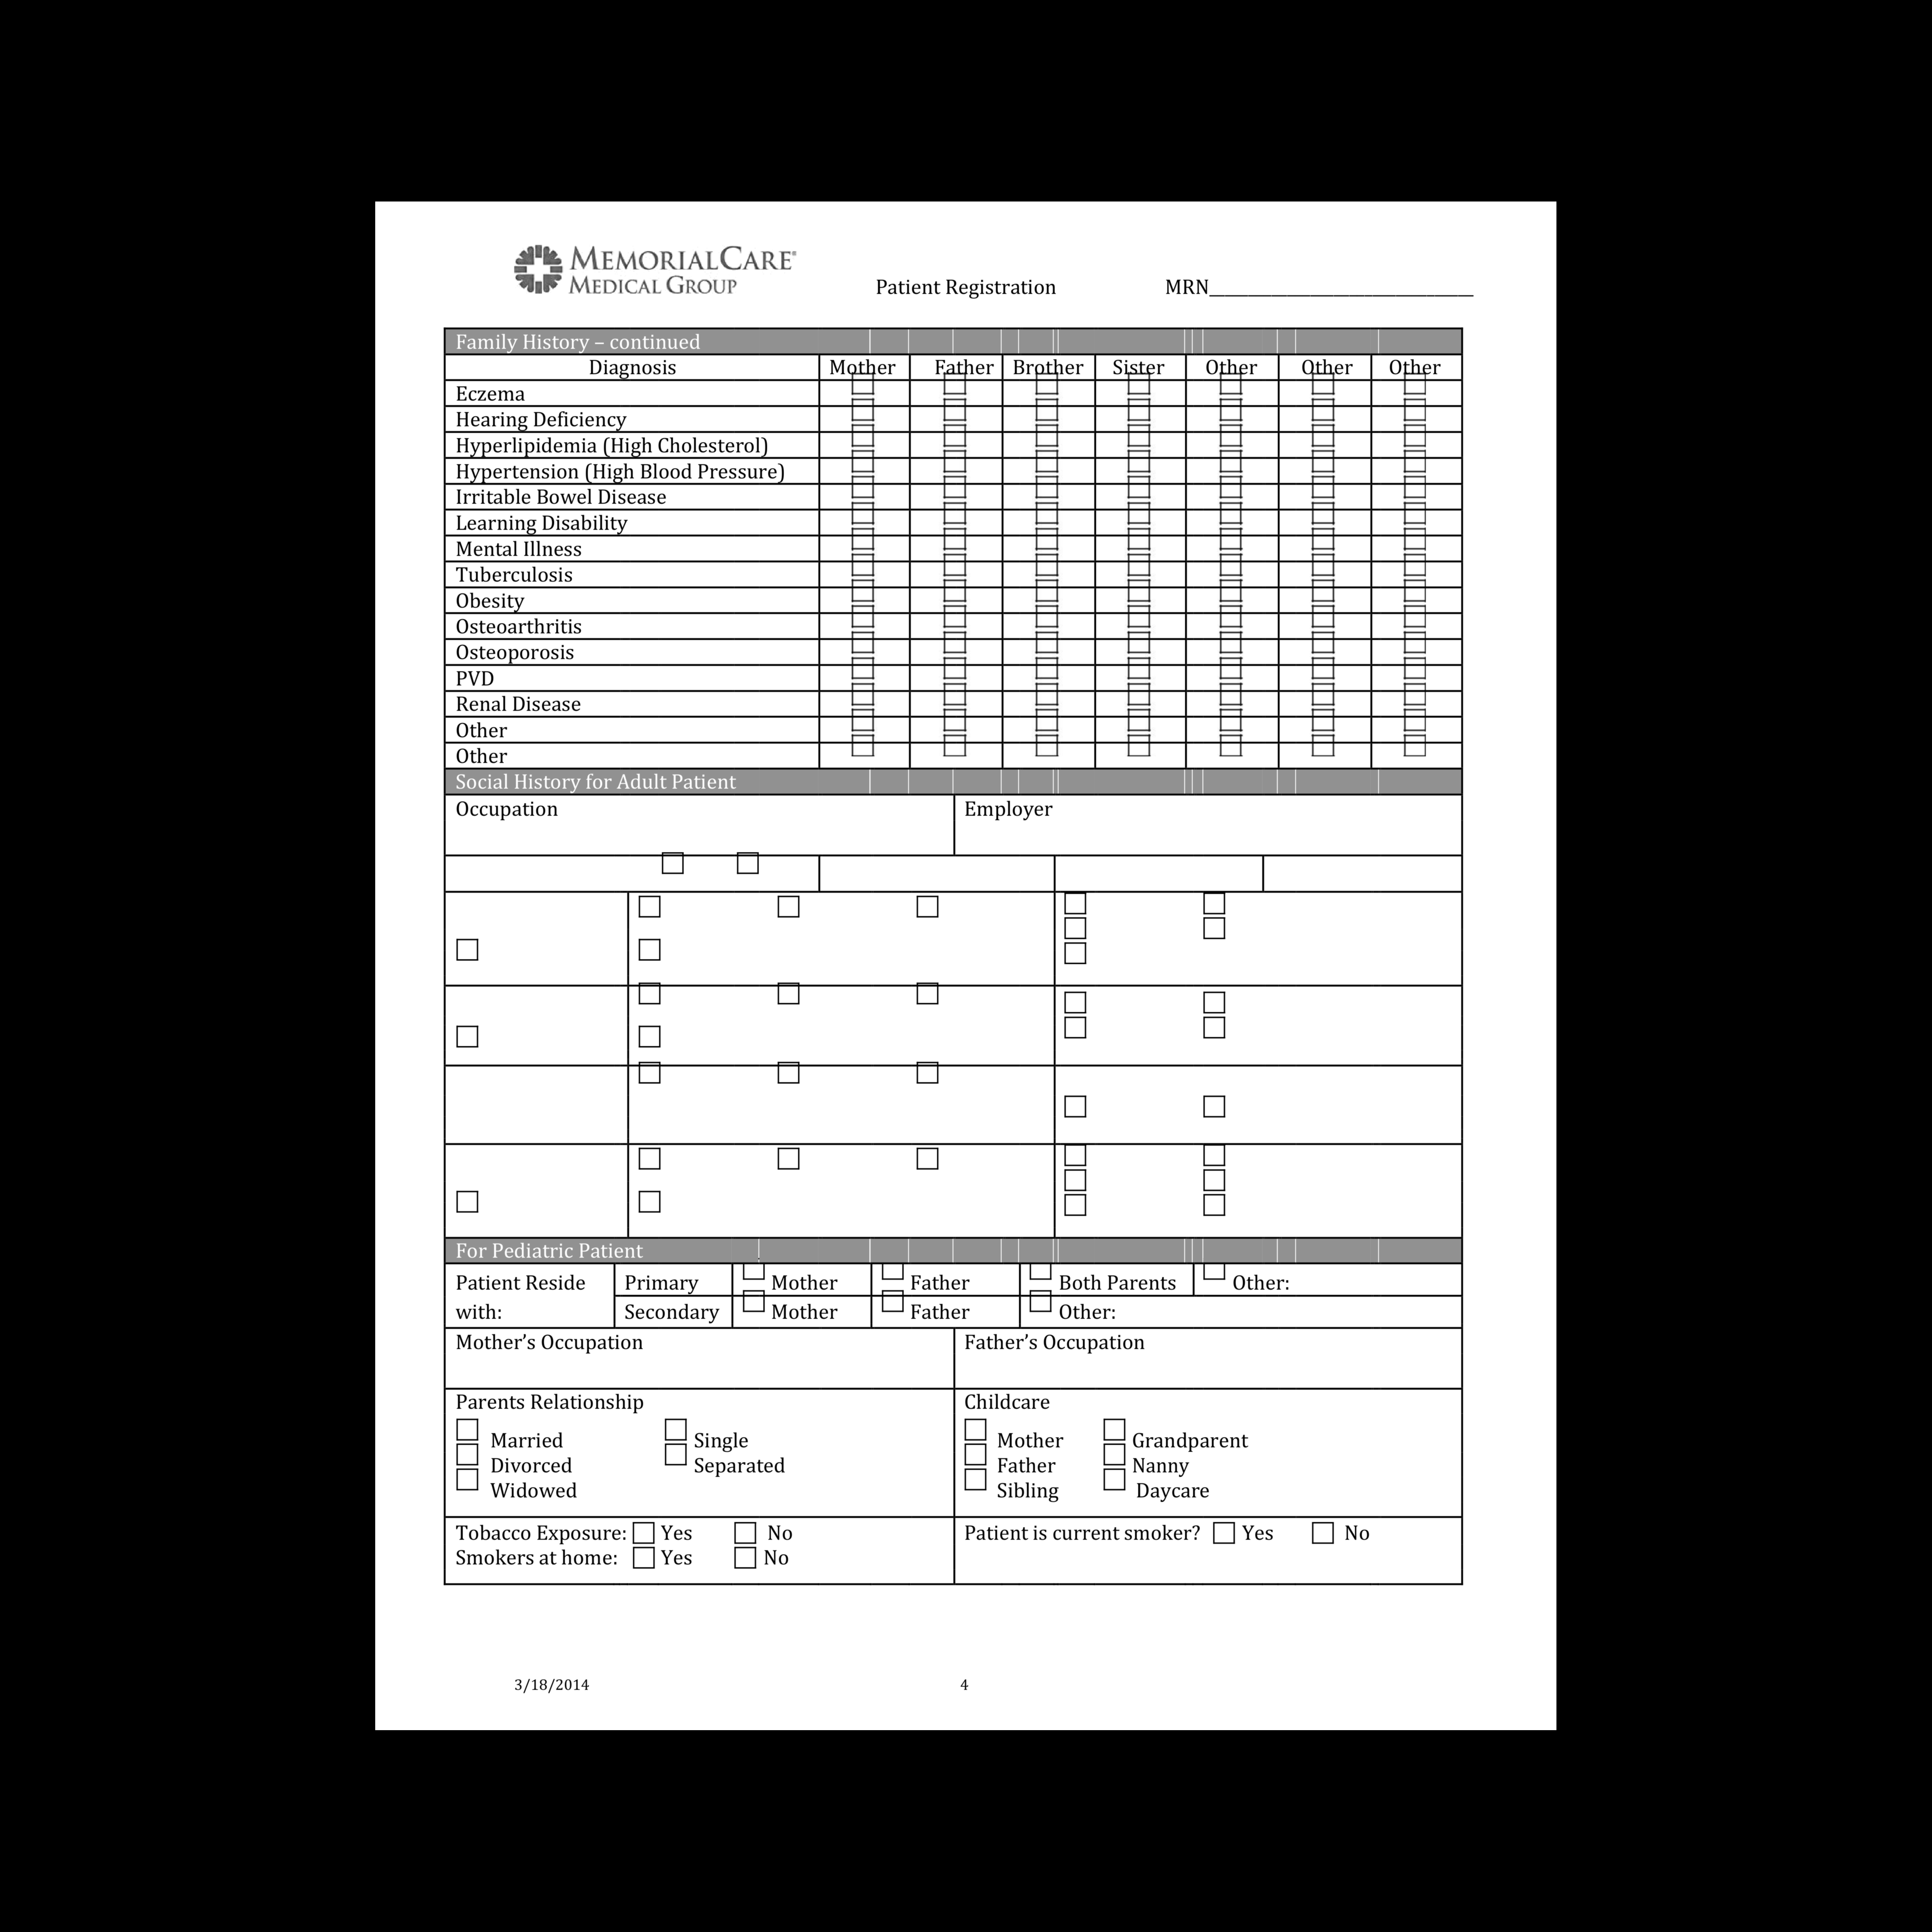 MEMORIALCARE®
MEDICAL GROUP
Patient Registration MRN
Family History – continued
Diagnosis Mother Father Brother Sister Other Other Other
Eczema
Hearing Deficiency
Hyperlipidemia (High Cholesterol)
Hypertension (High Blood Pressure)
Irritable Bowel Disease
Learning Disability
Mental Illness
Tuberculosis
Obesity
Osteoarthritis
Osteoporosis
PVD
Renal Disease
Other
Other
Social History for Adult Patient
Occupation Employer
For Pediatric Patient
Patient Reside with: Primary Mother Father Both Parents Other:
Secondary Mother Father Other:
Mother’s Occupation Father’s Occupation
Parents Relationship
Married Single
Divorced Separated
Widowed
Childcare
Mother Grandparent
Father Nanny
Sibling Daycare
Tobacco Exposure: Yes No
Smokers at home: Yes No
Patient is current smoker? Yes No
3/18/2014 4